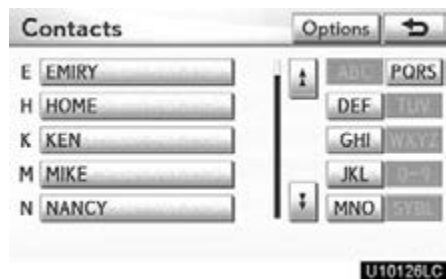 Contacts Options
E EMIRY ABC PQRS
H HOME DEF TUV
K KEN GHI WXYZ
M MIKE JKL 0-9
N NANCY MNO SYBL
U10126LC